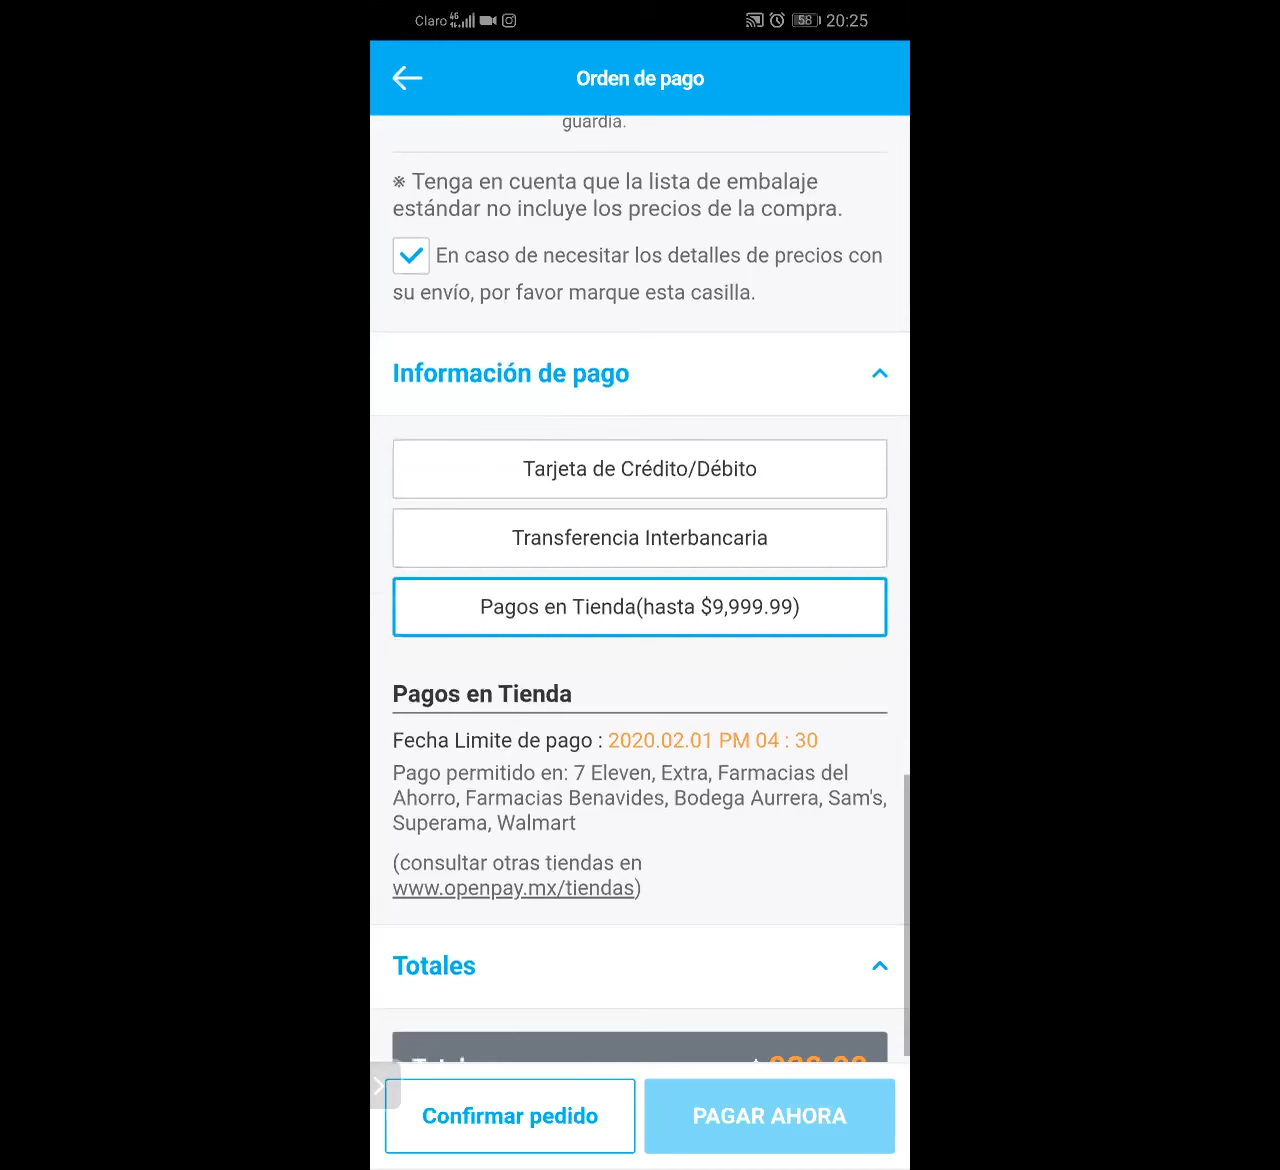 Claro 4G 58 20:25
Orden de pago
guardia.
※ Tenga en cuenta que la lista de embalaje
estándar no incluye los precios de la compra.
En caso de necesitar los detalles de precios con
su envío, por favor marque esta casilla.
Información de pago
Tarjeta de Crédito/Débito
Transferencia Interbancaria
Pagos en Tienda(hasta $9,999.99)
Pagos en Tienda
Fecha Limite de pago : 2020.02.01 PM 04 : 30
Pago permitido en: 7 Eleven, Extra, Farmacias del
Ahorro, Farmacias Benavides, Bodega Aurrera, Sam's,
Superama, Walmart
(consultar otras tiendas en
www.openpay.mx/tiendas)
Totales
Confirmar pedido
PAGAR AHORA